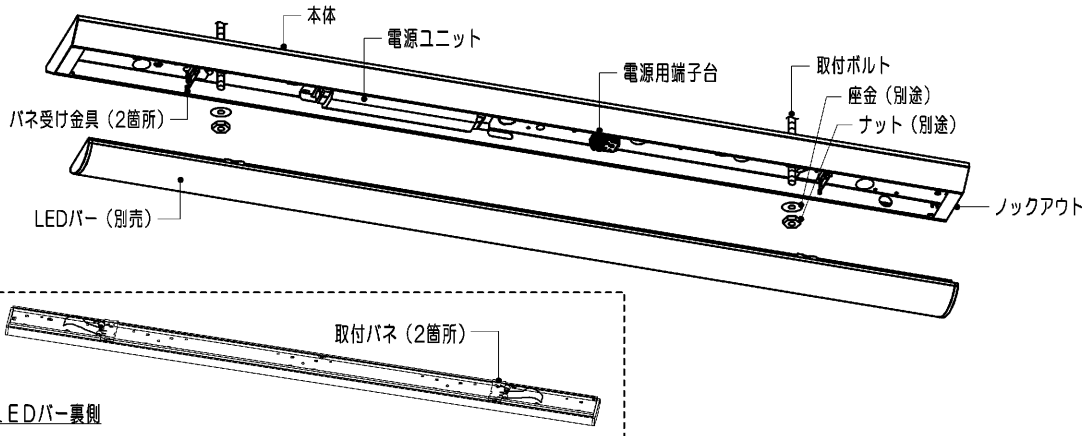 本体
電源ユニット
電源用端子台
取付ボルト
座金（別途）
ナット（別途）
バネ受け金具（2箇所）
LEDバー（別売）
ノックアウト
取付バネ（2箇所）
LEDバー裏側